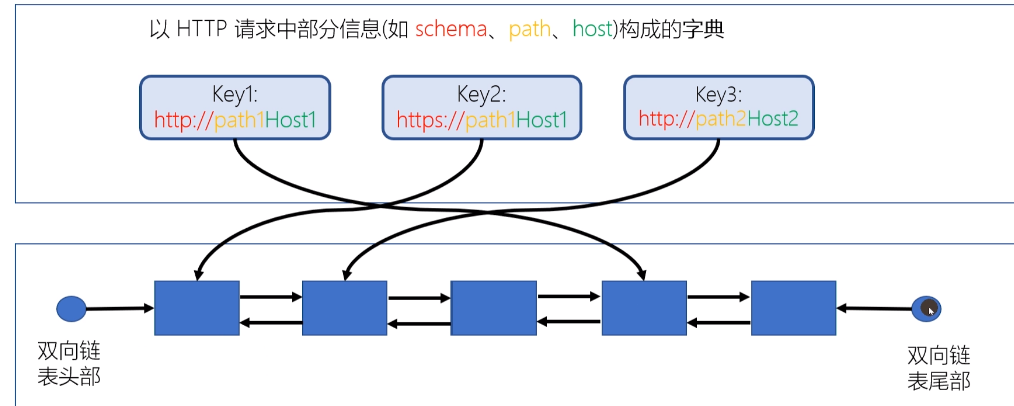 以 HTTP 请求中部分信息(如 schema、path、host)构成的字典
Key1:
http://path1Host1
Key2:
https://path1Host1
Key3:
http://path2Host2
双向链
表头部
双向链
表尾部